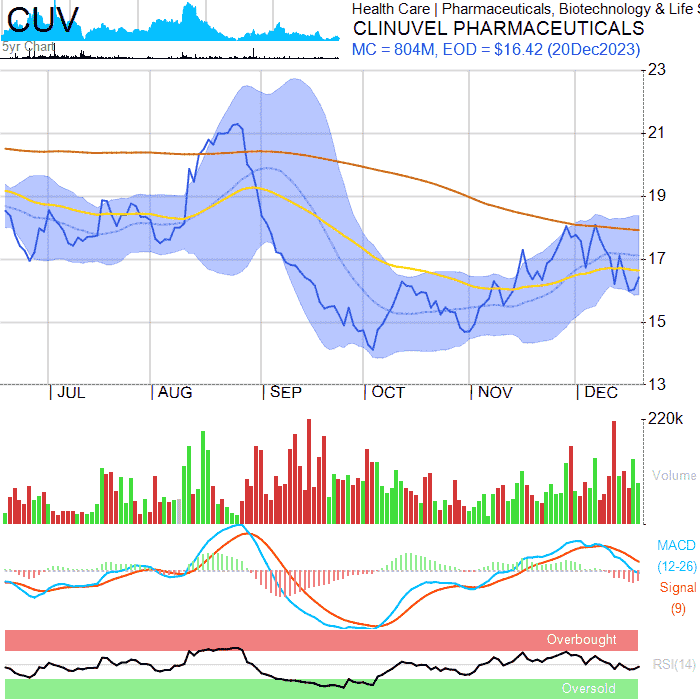 CUV
5yr Chart
Health Care | Pharmaceuticals, Biotechnology & Life
CLINUVEL PHARMACEUTICALS
MC = 804M, EOD = $16.42 (20Dec2023)
23
21
19
17
15
13
JUL AUG SEP OCT NOV DEC
220k
Volume
MACD
(12-26)
Signal
(9)
Overbought
RSI(14)
Oversold